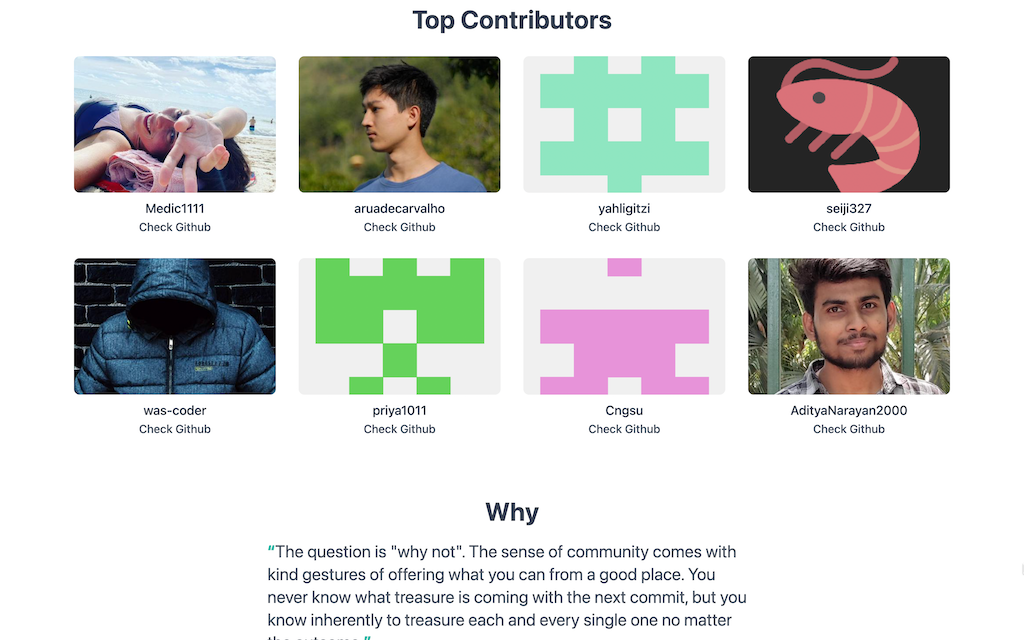 Top Contributors
Medic1111
aruadecarvalho
yahligitzi
seiji327
Check Github
Check Github
Check Github
Check Github
was-coder
priya1011
Cngsu
AdityaNarayan2000
Check Github
Check Github
Check Github
Check Github
Why
“The question is "why not". The sense of community comes with
kind gestures of offering what you can from a good place. You
never know what treasure is coming with the next commit, but you
know inherently to treasure each and every single one no matter
the outcome.”